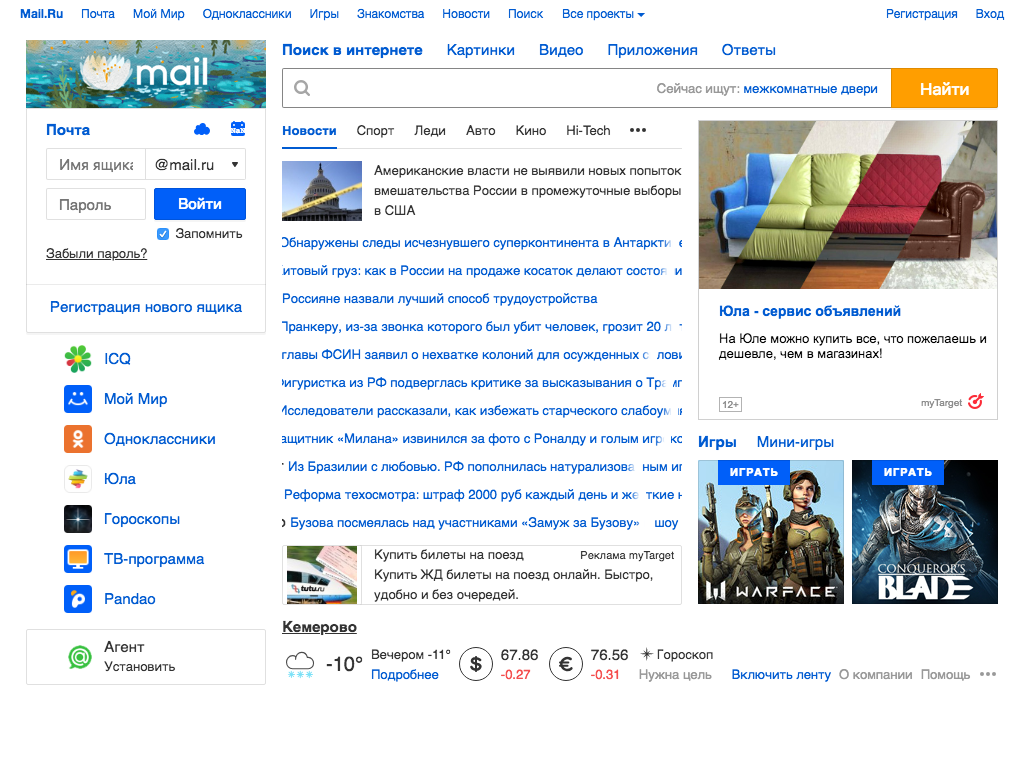 Mail.Ru Почта Мой Мир Одноклассники Игры Знакомства Новости Поиск Все проекты Регистрация Вход
mail
Почта
NaN
Имя ящика @mail.ru
Пароль Войти
Запомнить
Забыли пароль?
Регистрация нового ящика
ICQ
Мой Мир
Одноклассники
Юла
Гороскопы
ТВ-программа
Pandao
Агент
Установить
Поиск в интернете Картинки Видео Приложения Ответы
Сейчас ищут: межкомнатные двери Найти
Новости Спорт Леди Авто Кино Hi-Tech •••
Американские власти не выявили новых попыток
вмешательства России в промежуточные выборы
в США
Обнаружены следы исчезнувшего суперконтинента в Антаркти
итовый груз: как в России на продаже косаток делают состоя
Россияне назвали лучший способ трудоустройства
Пранкеру, из-за звонка которого был убит человек, грозит 20 л
главы ФСИН заявил о нехватке колоний для осужденных с
Фигуристка из РФ подверглась критике за высказывания о Трамп
Исследователи рассказали, как избежать старческого слабоум
ащитник «Милана» извинился за фото с Роналду и голым игр
Из Бразилии с любовью. РФ пополнилась натурализова ным иг
Реформа техосмотра: штраф 2000 руб каждый день и же ткие н
о Бузова посмеялась над участниками «Замуж за Бузову» шоу
tutu.ru
Купить билеты на поезд Реклама myTarget
Купить ЖД билеты на поезд онлайн. Быстро,
удобно и без очередей.
Юла - сервис объявлений
На Юле можно купить все, что пожелаешь и
дешевле, чем в магазинах!
12+ myTarget
Игры Мини-игры
ИГРАТЬ ИГРАТЬ
WARFACE
CONQUEROR'S
BLADE
Кемерово
-10° Вечером -11°
Подробнее
$ 67.86
-0.27
€ 76.56
-0.31
Гороскоп
Нужна цель
Включить ленту О компании Помощь •••